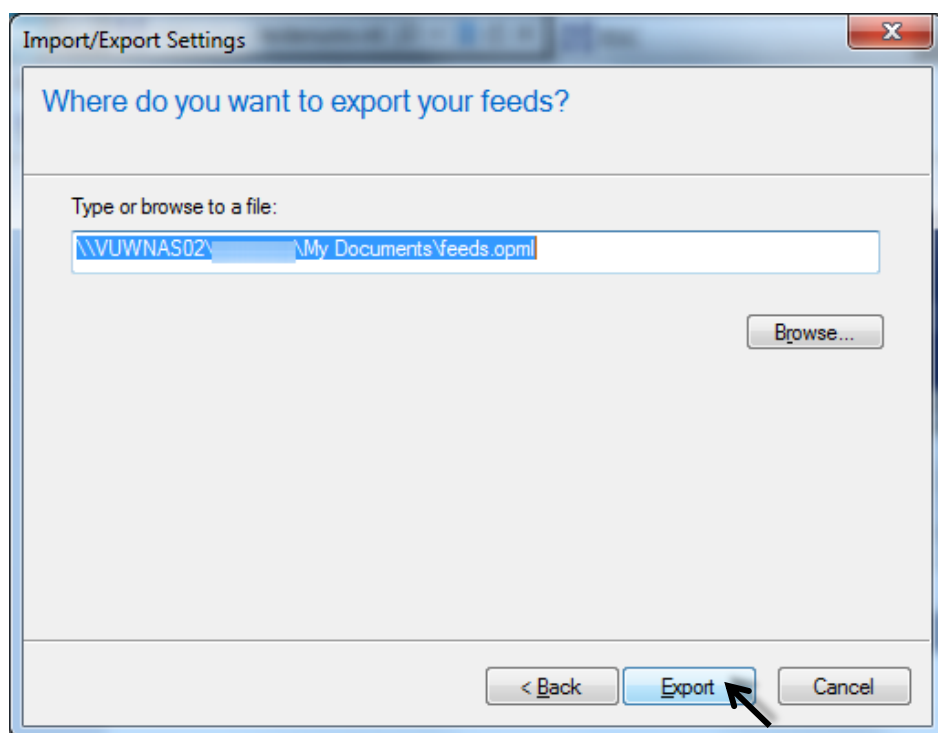 Import/Export Settings
Where do you want to export your feeds?
Type or browse to a file:
\\VUWNAS02\ \My Documents\feeds.opml
Browse...
< Back
Export
Cancel